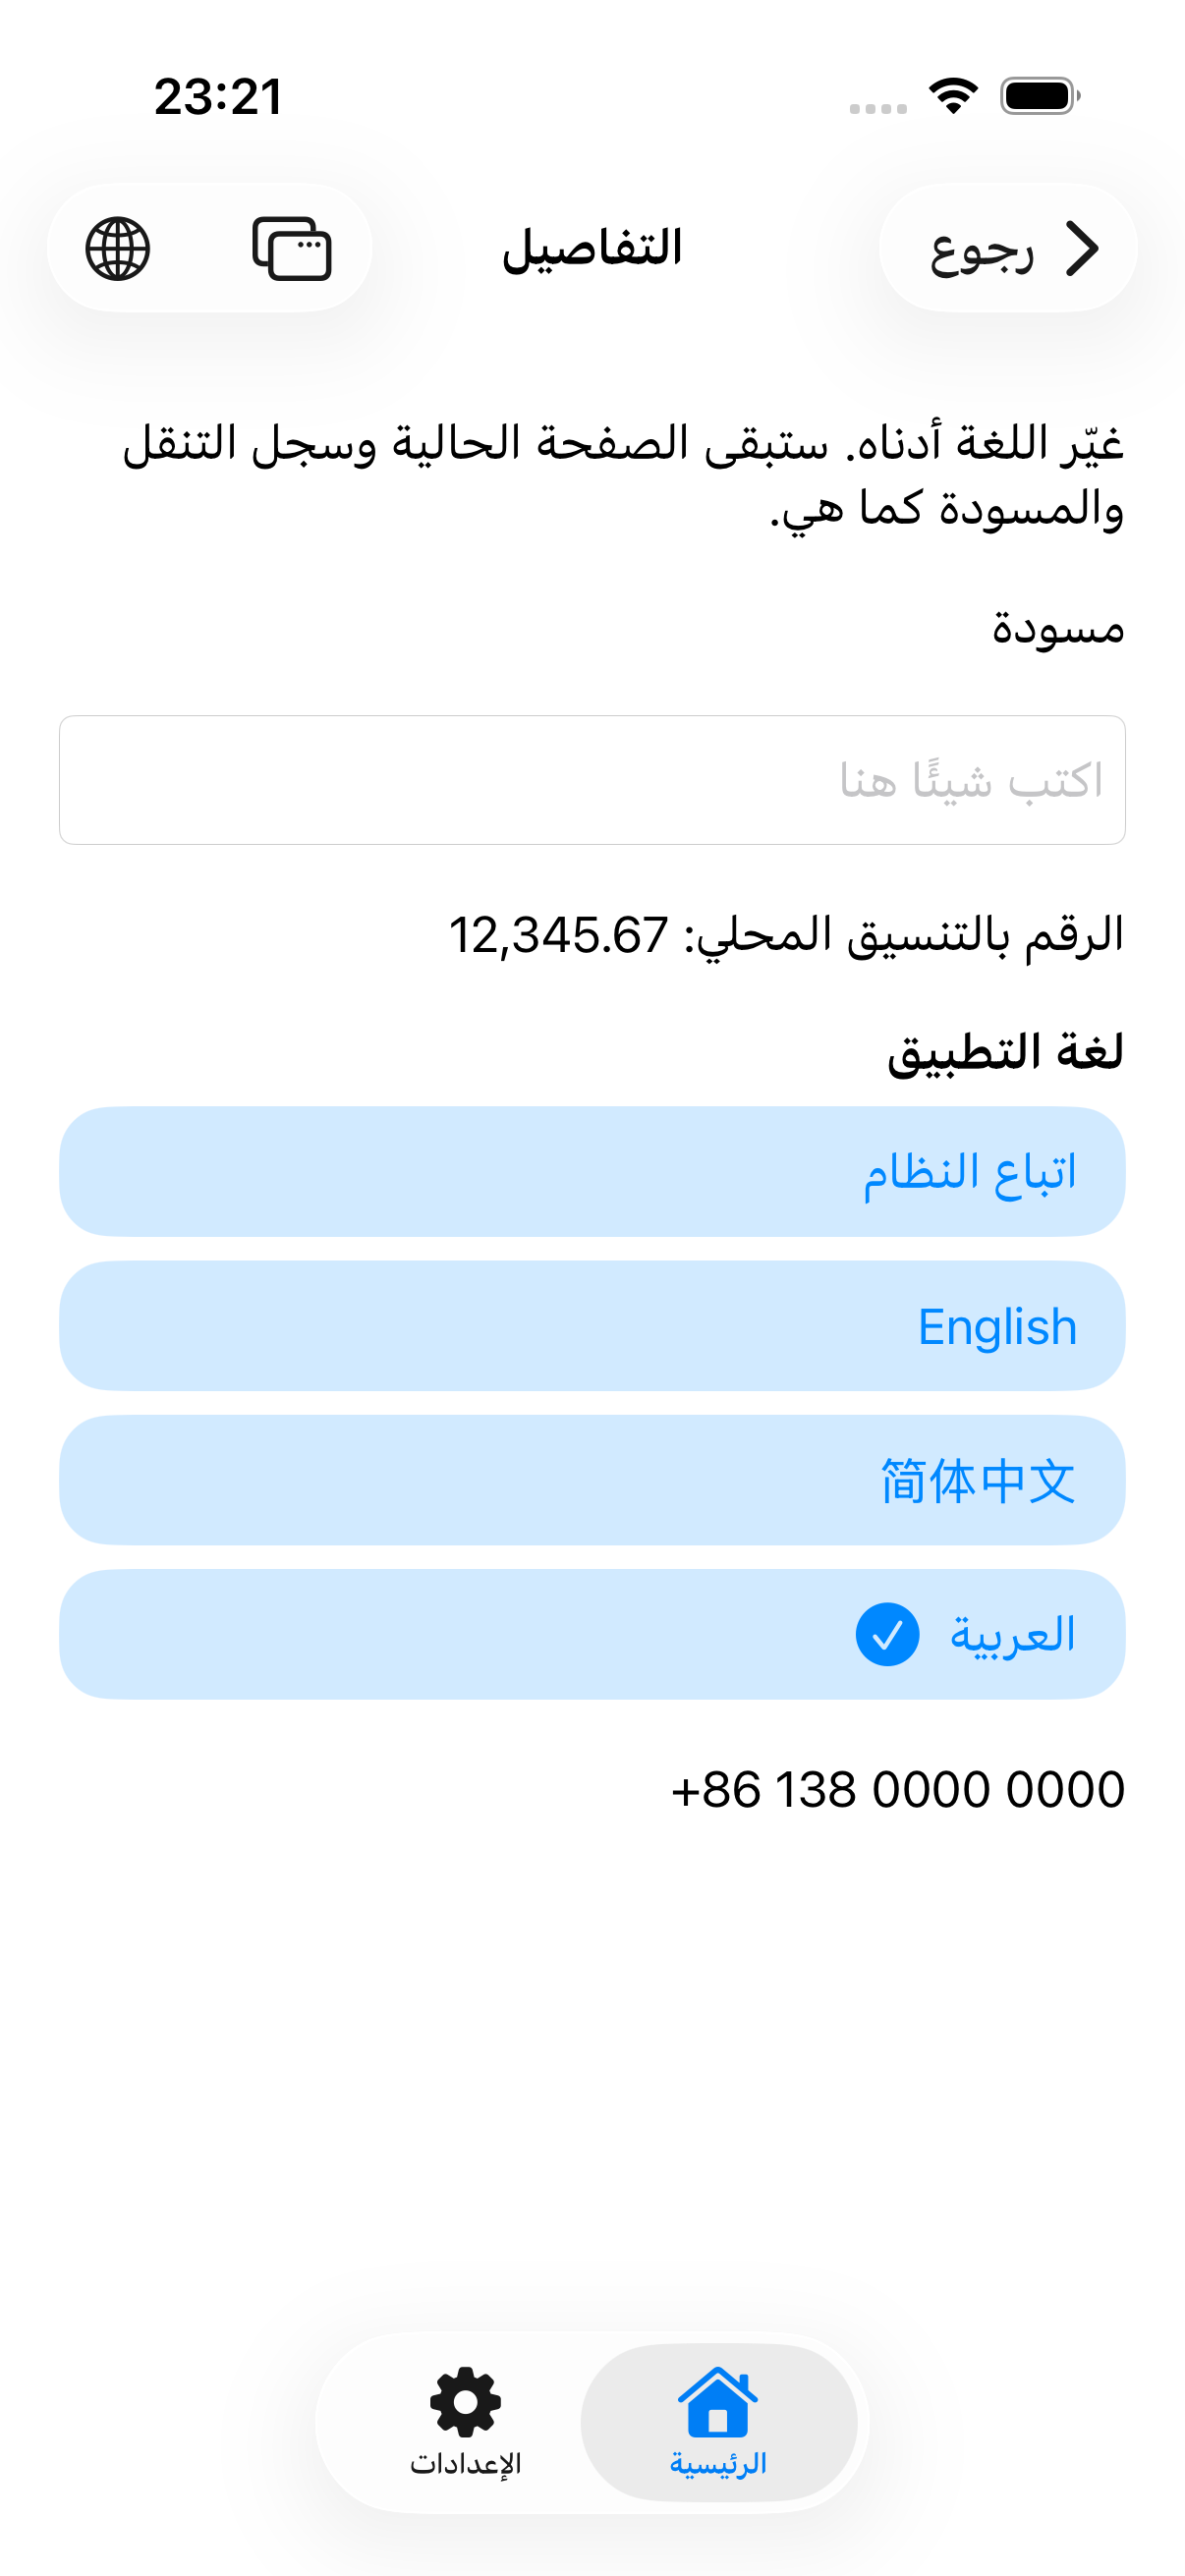 23:21
رجوع
التفاصيل
غيّر اللغة أدناه. ستبقى الصفحة الحالية وسجل التنقل
والمسودة كما هي.
مسودة
اكتب شيئًا هنا
الرقم بالتنسيق المحلي: 12,345.67
لغة التطبيق
اتباع النظام
English
简体中文
العربية
+86 138 0000 0000
الرئيسية
الإعدادات